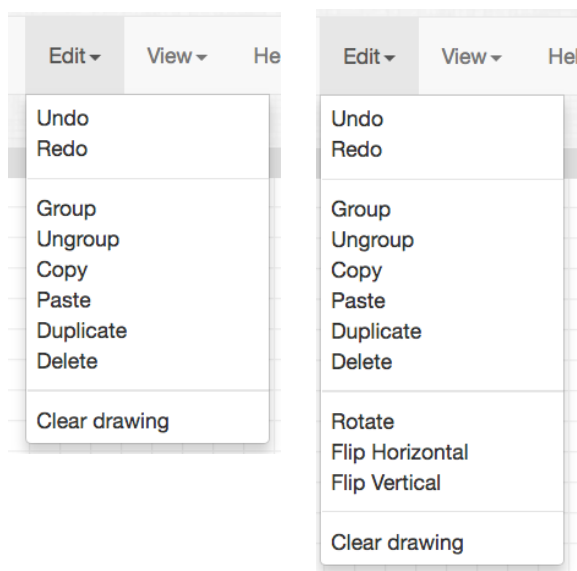 Edit View He
Undo
Redo
Group
Ungroup
Copy
Paste
Duplicate
Delete
Clear drawing
Edit View Hel
Undo
Redo
Group
Ungroup
Copy
Paste
Duplicate
Delete
Rotate
Flip Horizontal
Flip Vertical
Clear drawing